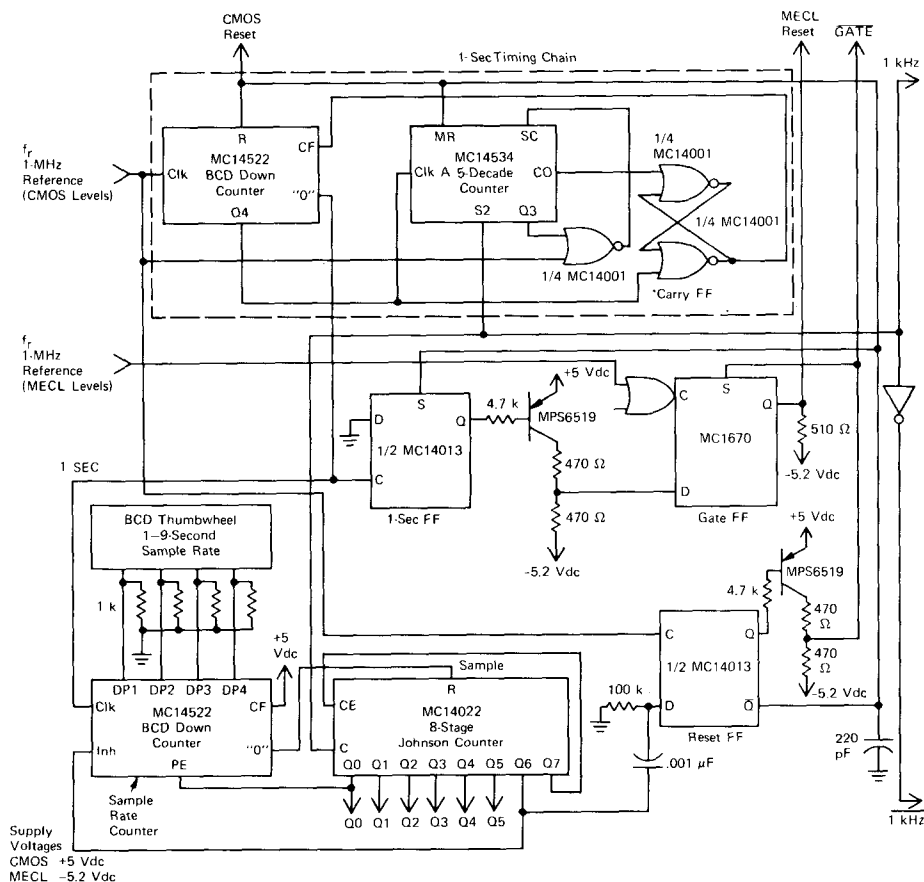 CMOS
Reset
MECL
Reset
GATE
1 kHz
1-Sec Timing Chain
R
CF
MC14522
BCD Down
Counter
Clk
"0"
Q4
MR
SC
MC14534
5-Decade
Counter
Clk A
CO
S2
Q3
1/4
MC14001
1/4 MC14001
1/4 MC14001
*Carry FF
fr
1-MHz
Reference
(CMOS Levels)
fr
1-MHz
Reference
(MECL Levels)
S
D
Q
1/2 MC14013
C
1-Sec FF
4.7 k
+5 Vdc
MPS6519
470 Ω
470 Ω
-5.2 Vdc
C
S
Q
MC1670
D
Gate FF
510 Ω
-5.2 Vdc
1 SEC
BCD Thumbwheel
1-9-Second
Sample Rate
1 k
+5
Vdc
DP1 DP2 DP3 DP4
Clk
CF
MC14522
BCD Down
Counter
Inh
"0"
PE
Sample
Rate
Counter
Sample
R
CE
MC14022
8-Stage
Johnson Counter
C
Q0 Q1 Q2 Q3 Q4 Q5 Q6 Q7
Q0 Q1 Q2 Q3 Q4 Q5
100 k
.001 μF
C
Q
1/2 MC14013
D
Q
Reset FF
4.7 k
+5 Vdc
MPS6519
470
Ω
470
Ω
-5.2 Vdc
220
pF
1 kHz
Supply
Voltages
CMOS +5 Vdc
MECL -5.2 Vdc